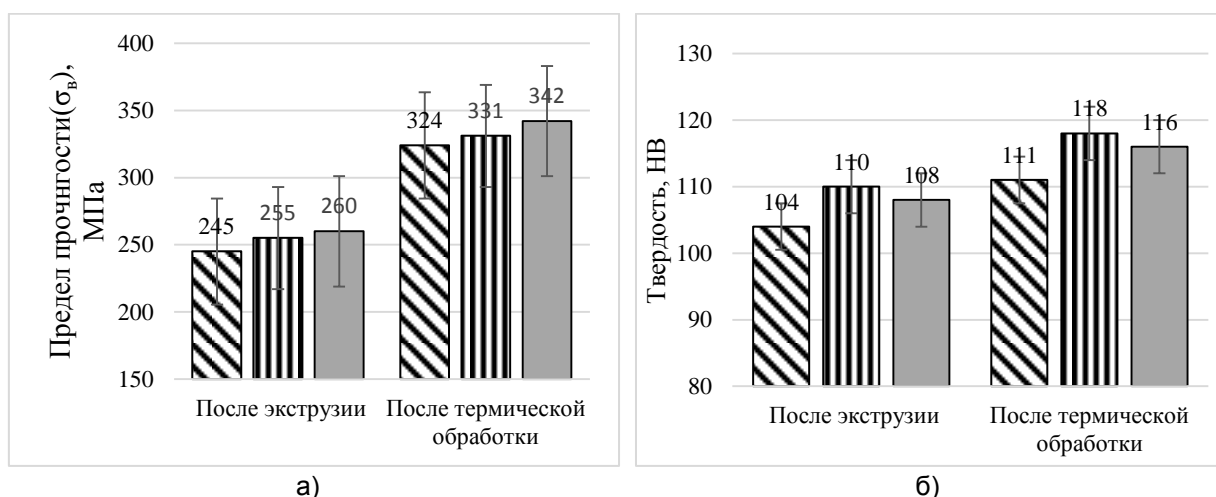 Предел прочнгости(σв),
МПа
400
350
300
250
200
150
245
255
260
324
331
342
После экструзии
После термической
обработки
а)
Твердость, НВ
130
120
110
100
90
80
104
110
108
111
118
116
После экструзии
После термической
обработки
б)